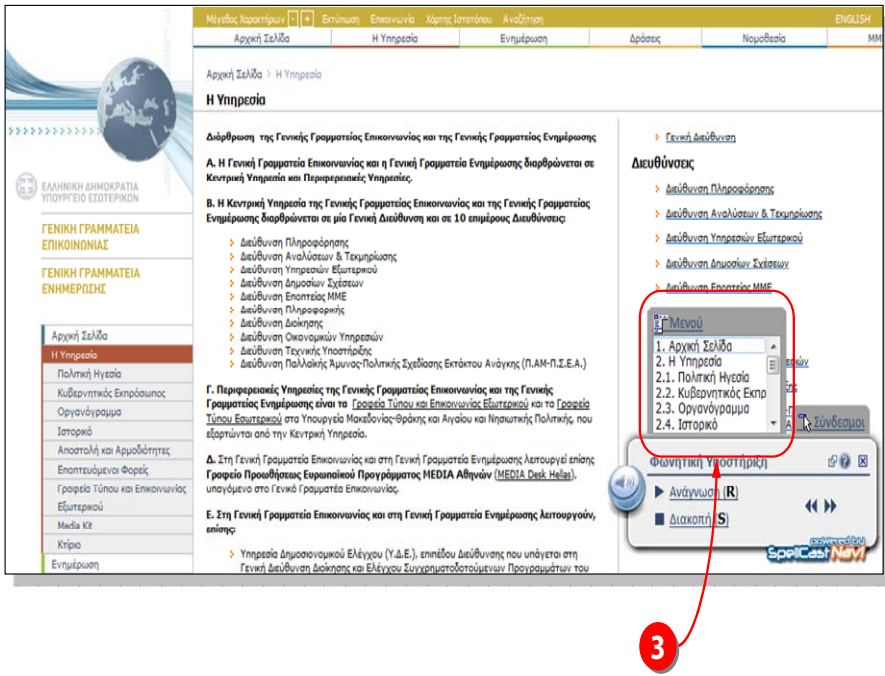 Μέγεθος Χαρακτήρων - + Εκτύπωση Επικοινωνία Χάρτης Ιστοτόπου Αναζήτηση ENGLISH
Αρχική Σελίδα Η Υπηρεσία Ενημέρωση Δράσεις Νομοθεσία ΜΜ
Αρχική Σελίδα > Η Υπηρεσία
Η Υπηρεσία
ΕΛΛΗΝΙΚΗ ΔΗΜΟΚΡΑΤΙΑ
ΥΠΟΥΡΓΕΙΟ ΕΣΩΤΕΡΙΚΩΝ
ΓΕΝΙΚΗ ΓΡΑΜΜΑΤΕΙΑ
ΕΠΙΚΟΙΝΩΝΙΑΣ
ΓΕΝΙΚΗ ΓΡΑΜΜΑΤΕΙΑ
ΕΝΗΜΕΡΩΣΗΣ
Αρχική Σελίδα
Η Υπηρεσία
Πολιτική Ηγεσία
Κυβερνητικός Εκπρόσωπος
Οργανόγραμμα
Ιστορικό
Αποστολή και Αρμοδιότητες
Εποπτευόμενοι Φορείς
Γραφεία Τύπου και Επικοινωνίας
Εξωτερικού
Media Kit
Κτίριο
Ενημέρωση
Διάρθρωση της Γενικής Γραμματείας Επικοινωνίας και της Γενικής Γραμματείας Ενημέρωσης
Α. Η Γενική Γραμματεία Επικοινωνίας και η Γενική Γραμματεία Ενημέρωσης διαρθρώνεται σε
Κεντρική Υπηρεσία και Περιφερειακές Υπηρεσίες.
Β. Η Κεντρική Υπηρεσία της Γενικής Γραμματείας Επικοινωνίας και της Γενικής Γραμματείας
Ενημέρωσης διαρθρώνεται σε μία Γενική Διεύθυνση και σε 10 επιμέρους Διευθύνσεις:
Διεύθυνση Πληροφόρησης
Διεύθυνση Αναλύσεων & Τεκμηρίωσης
Διεύθυνση Υπηρεσιών Εξωτερικού
Διεύθυνση Δημοσίων Σχέσεων
Διεύθυνση Εποπτείας ΜΜΕ
Διεύθυνση Πληροφορικής
Διεύθυνση Διοίκησης
Διεύθυνση Οικονομικών Υπηρεσιών
Διεύθυνση Τεχνικής Υποστήριξης
Διεύθυνση Παλλαϊκής Άμυνας-Πολιτικής Σχεδίασης Εκτάκτου Ανάγκης (Π.ΑΜ-Π.Σ.Ε.Α.)
Γ. Περιφερειακές Υπηρεσίες της Γενικής Γραμματείας Επικοινωνίας και της Γενικής
Γραμματείας Ενημέρωσης είναι τα Γραφεία Τύπου και Επικοινωνίας Εξωτερικού και τα Γραφεία
Τύπου Εσωτερικού στα Υπουργεία Μακεδονίας-Θράκης και Αιγαίου και Νησιωτικής Πολιτικής, που
εξαρτώνται από την Κεντρική Υπηρεσία.
Δ. Στη Γενική Γραμματεία Επικοινωνίας και στη Γενική Γραμματεία Ενημέρωσης λειτουργεί επίσης
Γραφείο Προωθήσεως Ευρωπαϊκού Προγράμματος MEDIA Αθηνών (MEDIA Desk Hellas),
υπαγόμενο στο Γενικό Γραμματέα Επικοινωνίας.
Ε. Στη Γενική Γραμματεία Επικοινωνίας και στη Γενική Γραμματεία Ενημέρωσης λειτουργούν,
επίσης:
Υπηρεσία Δημοσιονομικού Ελέγχου (Υ.Δ.Ε.), επιπέδου Διεύθυνσης που υπάγεται στη
Γενική Διεύθυνση Διοίκησης και Ελέγχου Συγχρηματοδοτούμενων Προγραμμάτων του
Γενική Διεύθυνση
Διευθύνσεις
Διεύθυνση Πληροφόρησης
Διεύθυνση Αναλύσεων & Τεκμηρίωσης
Διεύθυνση Υπηρεσιών Εξωτερικού
Διεύθυνση Δημοσίων Σχέσεων
Διεύθυνση Εποπτείας ΜΜΕ
Μενού
1. Αρχική Σελίδα
2. Η Υπηρεσία
2.1. Πολιτική Ηγεσία
2.2. Κυβερνητικός Εκπρ
2.3. Οργανόγραμμα
2.4. Ιστορικό
Σύνδεσμοι
Φωνητική Υποστήριξη
Ανάγνωση (R)
Διακοπή (S)
powered by
SpellCast Navi
3